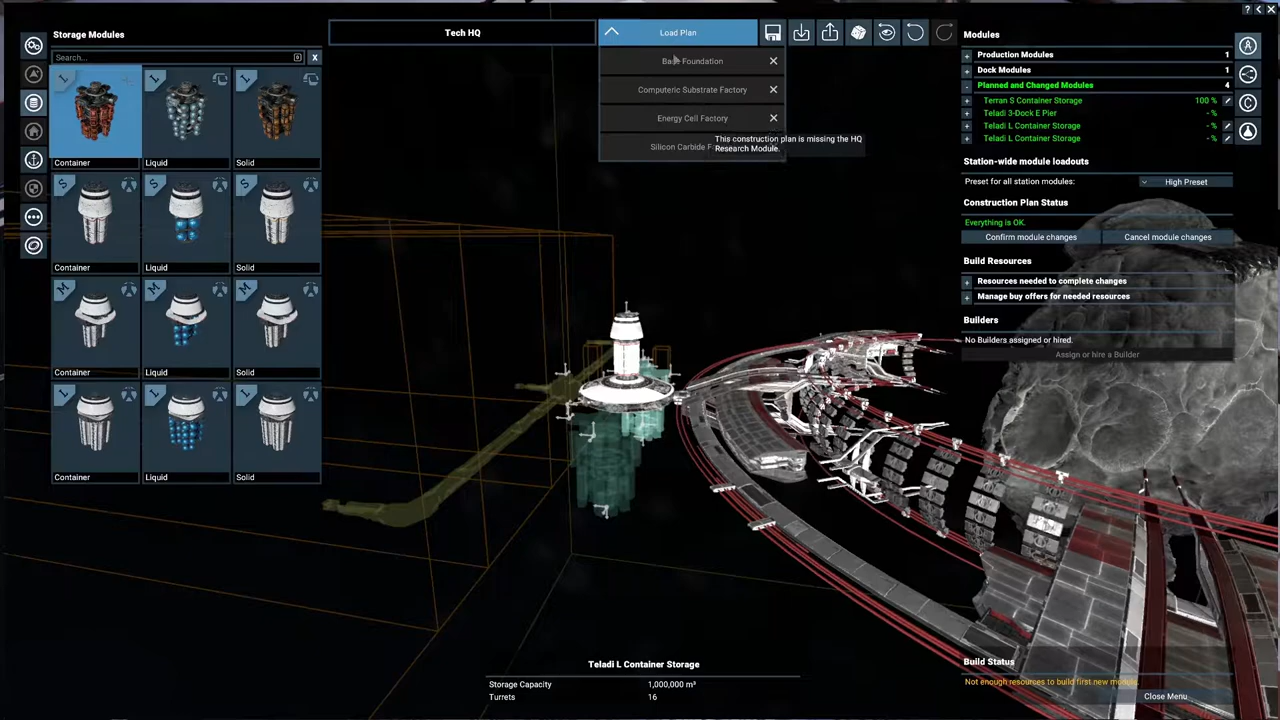 Storage Modules
Search...
X
L
L
L
Container
Liquid
Solid
S
S
S
Container
Liquid
Solid
M
M
M
Container
Liquid
Solid
L
L
L
Container
Liquid
Solid
Tech HQ
Load Plan
Base Foundation
Computeric Substrate Factory
Energy Cell Factory
Silicon Carbide Fa
This construction plan is missing the HQ
Research Module.
?
Modules
+ Production Modules 1
+ Dock Modules 1
- Planned and Changed Modules 4
+ Terran S Container Storage 100 %
+ Teladi 3-Dock E Pier - %
+ Teladi L Container Storage - %
+ Teladi L Container Storage - %
Station-wide module loadouts
Preset for all station modules: High Preset
Construction Plan Status
Everything is OK.
Confirm module changes Cancel module changes
Build Resources
+ Resources needed to complete changes
+ Manage buy offers for needed resources
Builders
No Builders assigned or hired.
Assign or hire a Builder
Teladi L Container Storage
Storage Capacity 1,000,000 m³
Turrets 16
Build Status
Not enough resources to build first new module.
Close Menu